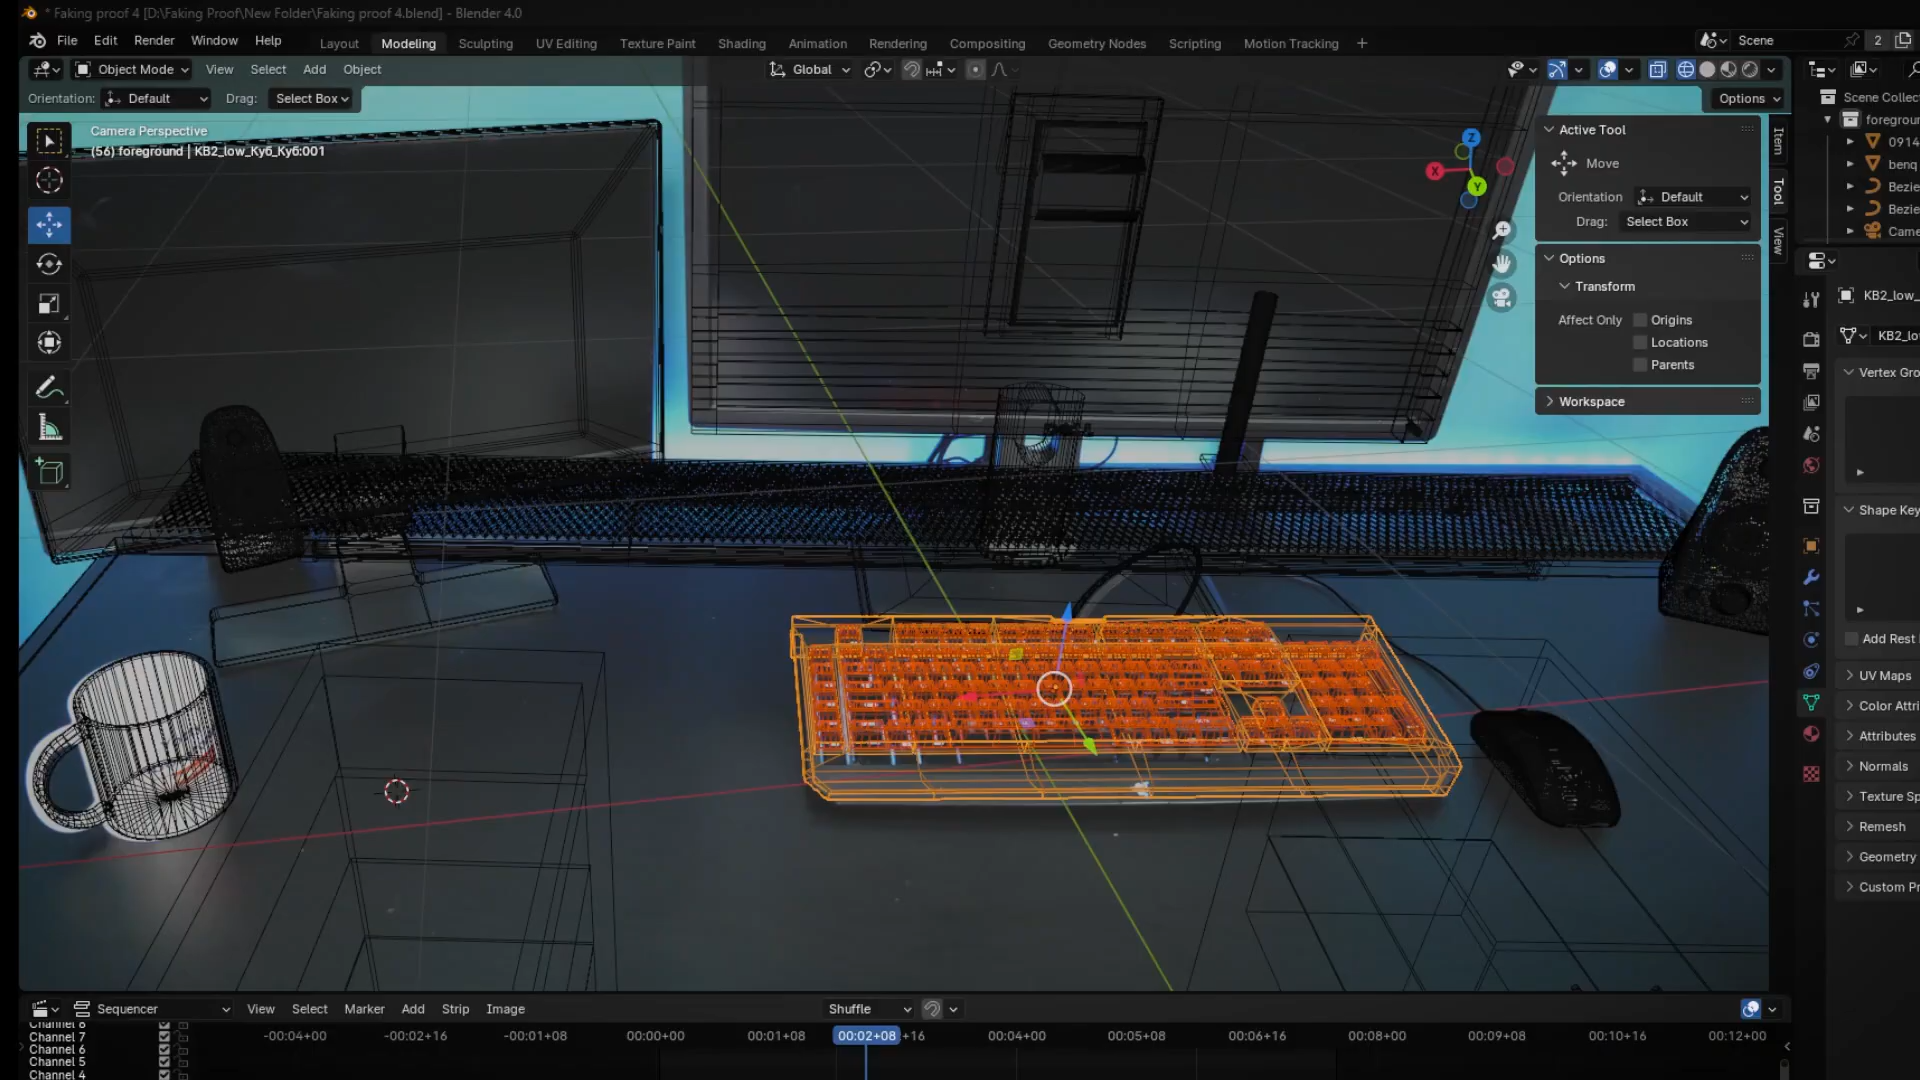 * Faking proof 4 [D:\Faking Proof\New Folder\Faking proof 4.blend] - Blender 4.0
File Edit Render Window Help
Layout Modeling Sculpting UV Editing Texture Paint Shading Animation Rendering Compositing Geometry Nodes Scripting Motion Tracking +
Scene 2
Object Mode View Select Add Object
Global
Orientation: Default Drag: Select Box
Options
Camera Perspective
(56) foreground | KB2_low_Куб_Куб:001
Active Tool
Move
Orientation Default
Drag: Select Box
Options
Transform
Affect Only Origins
Locations
Parents
Workspace
Item
Tool
View
X
Y
Z
Scene Collec
foregroun
0914
benq
Bezie
Bezie
Came
KB2_low_
KB2_lo
Vertex Gro
Shape Key
Add Rest
UV Maps
Color Attri
Attributes
Normals
Texture Sp
Remesh
Geometry
Custom Pr
Sequencer View Select Marker Add Strip Image
Shuffle
-00:04+00 -00:02+16 -00:01+08 00:00+00 00:01+08 00:02+08 +16 00:04+00 00:05+08 00:06+16 00:08+00 00:09+08 00:10+16 00:12+00
Channel 8
Channel 7
Channel 6
Channel 5
Channel 4